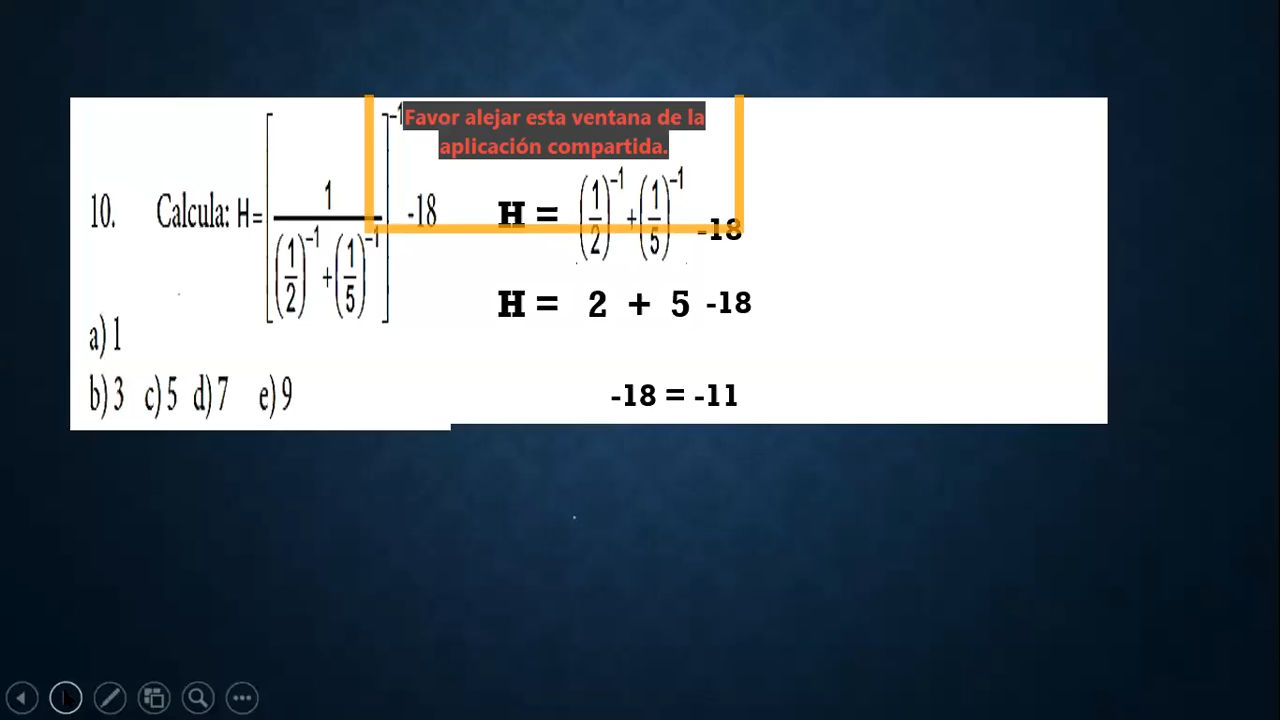 Favor alejar esta ventana de la
aplicación compartida.
10. Calcula: H = [ 1 / ( (1/2)^-1 + (1/5)^-1 ) ]^-1 -18
a) 1
b) 3 c) 5 d) 7 e) 9
H = (1/2)^-1 + (1/5)^-1 -18
H = 2 + 5 -18
-18 = -11